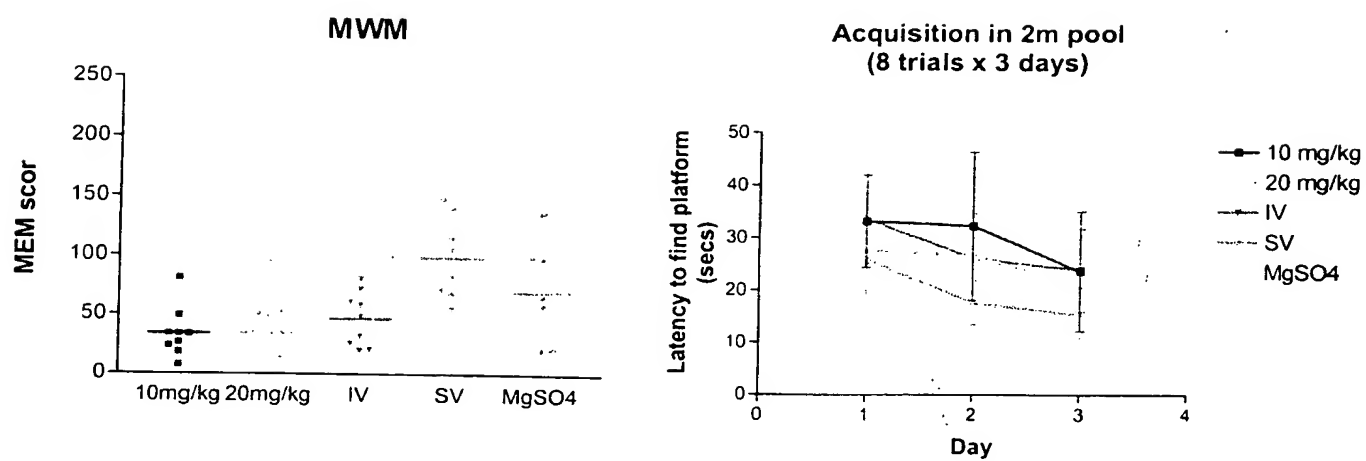 MWM
250
200
150
100
50
0
MEM scor
10mg/kg 20mg/kg IV SV MgSO4
Acquisition in 2m pool
(8 trials x 3 days)
50
40
30
20
10
0
Latency to find platform
(secs)
0 1 2 3 4
Day
10 mg/kg
20 mg/kg
IV
SV
MgSO4